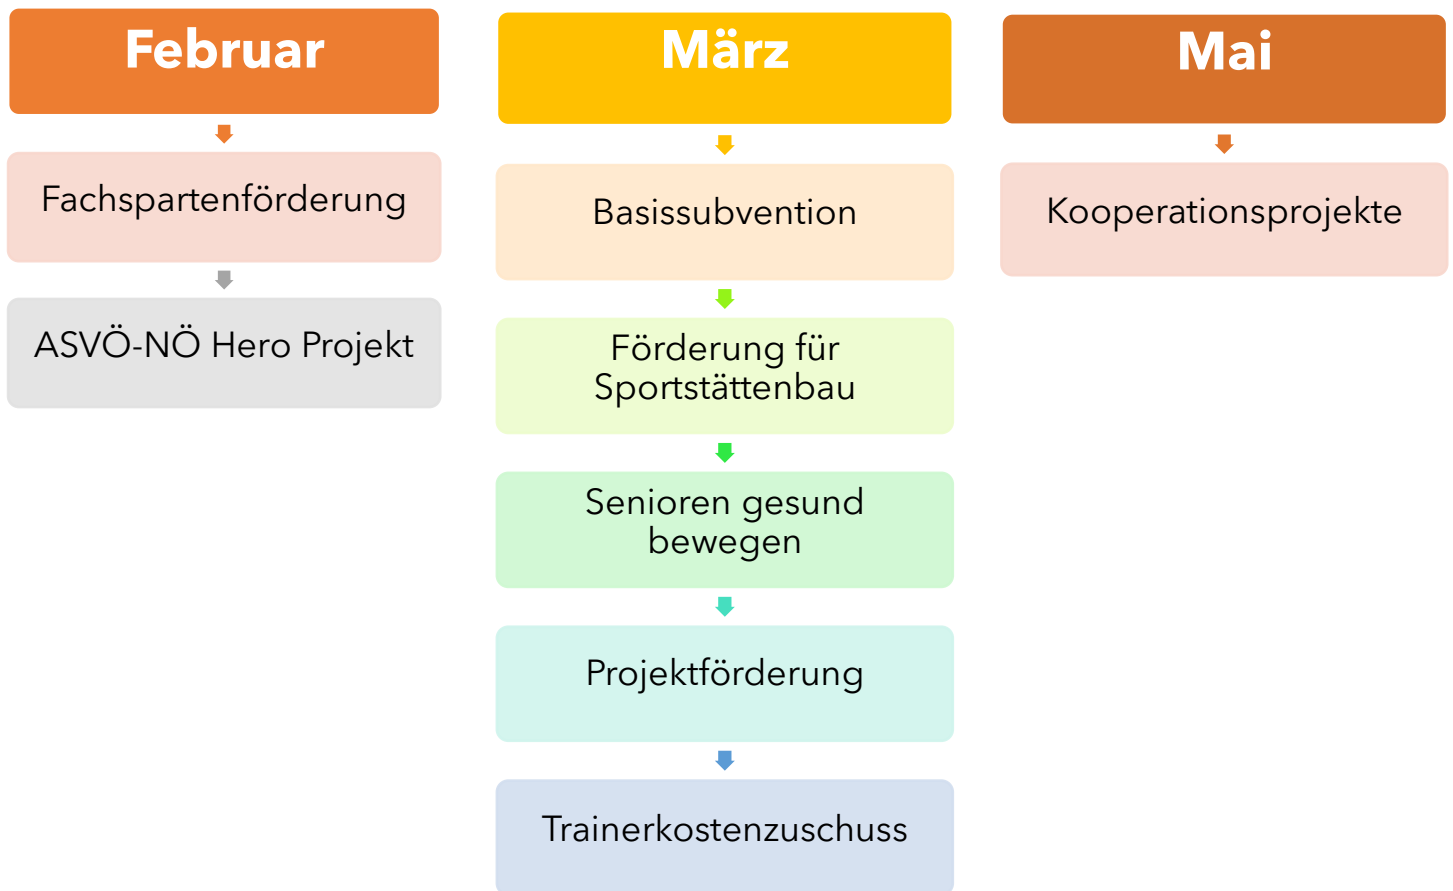 Februar
Fachspartenförderung
ASVÖ-NÖ Hero Projekt
März
Basissubvention
Förderung für
Sportstättenbau
Senioren gesund
bewegen
Projektförderung
Trainerkostenzuschuss
Mai
Kooperationsprojekte